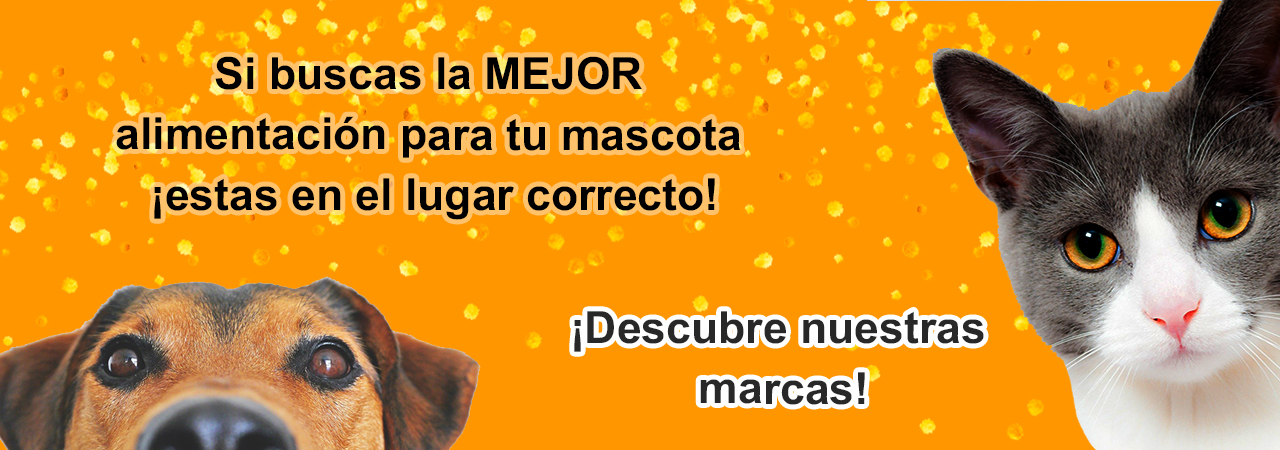 Si buscas la MEJOR
alimentación para tu mascota
¡estas en el lugar correcto!
¡Descubre nuestras
marcas!